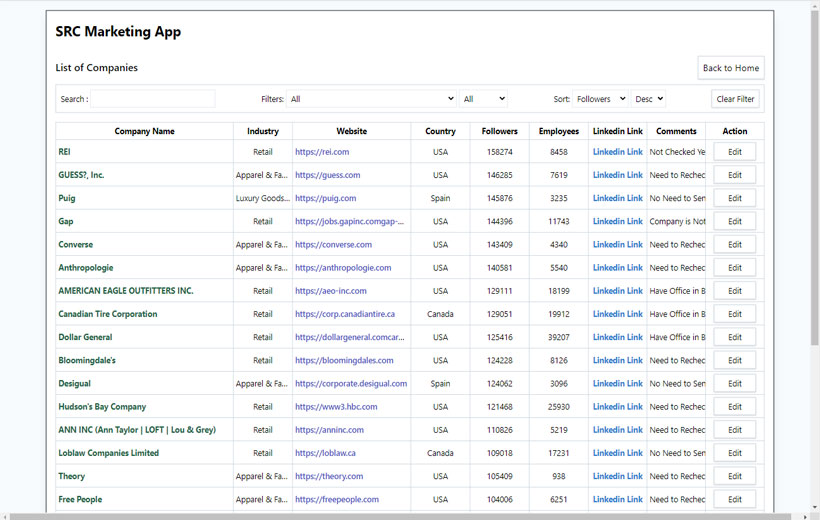 SRC Marketing App
List of Companies Back to Home
Search : Filters: All All Sort: Followers Desc Clear Filter
Company Name Industry Website Country Followers Employees Linkedin Link Comments Action
REI Retail https://rei.com USA 158274 8458 Linkedin Link Not Checked Ye Edit
GUESS?, Inc. Apparel & Fa... https://guess.com USA 146285 7619 Linkedin Link Need to Rechec Edit
Puig Luxury Goods... https://puig.com Spain 145876 3235 Linkedin Link No Need to Sen Edit
Gap Retail https://jobs.gapinc.comgap-... USA 144396 11743 Linkedin Link Company is Not Edit
Converse Apparel & Fa... https://converse.com USA 143409 4340 Linkedin Link Need to Rechec Edit
Anthropologie Apparel & Fa... https://anthropologie.com USA 140581 5540 Linkedin Link Need to Rechec Edit
AMERICAN EAGLE OUTFITTERS INC. Retail https://aeo-inc.com USA 129111 18199 Linkedin Link Have Office in B Edit
Canadian Tire Corporation Retail https://corp.canadiantire.ca Canada 129051 19912 Linkedin Link Have Office in B Edit
Dollar General Retail https://dollargeneral.comcar... USA 125416 39207 Linkedin Link Have Office in B Edit
Bloomingdale's Retail https://bloomingdales.com USA 124228 8126 Linkedin Link Need to Rechec Edit
Desigual Apparel & Fa... https://corporate.desigual.com Spain 124062 3096 Linkedin Link No Need to Sen Edit
Hudson's Bay Company Retail https://www3.hbc.com USA 121468 25930 Linkedin Link Need to Rechec Edit
ANN INC (Ann Taylor | LOFT | Lou & Grey) Retail https://anninc.com USA 110826 5219 Linkedin Link Need to Rechec Edit
Loblaw Companies Limited Retail https://loblaw.ca Canada 109018 17231 Linkedin Link No Need to Sen Edit
Theory Apparel & Fa... https://theory.com USA 105409 938 Linkedin Link Need to Rechec Edit
Free People Apparel & Fa... https://freepeople.com USA 104006 6251 Linkedin Link Need to Rechec Edit